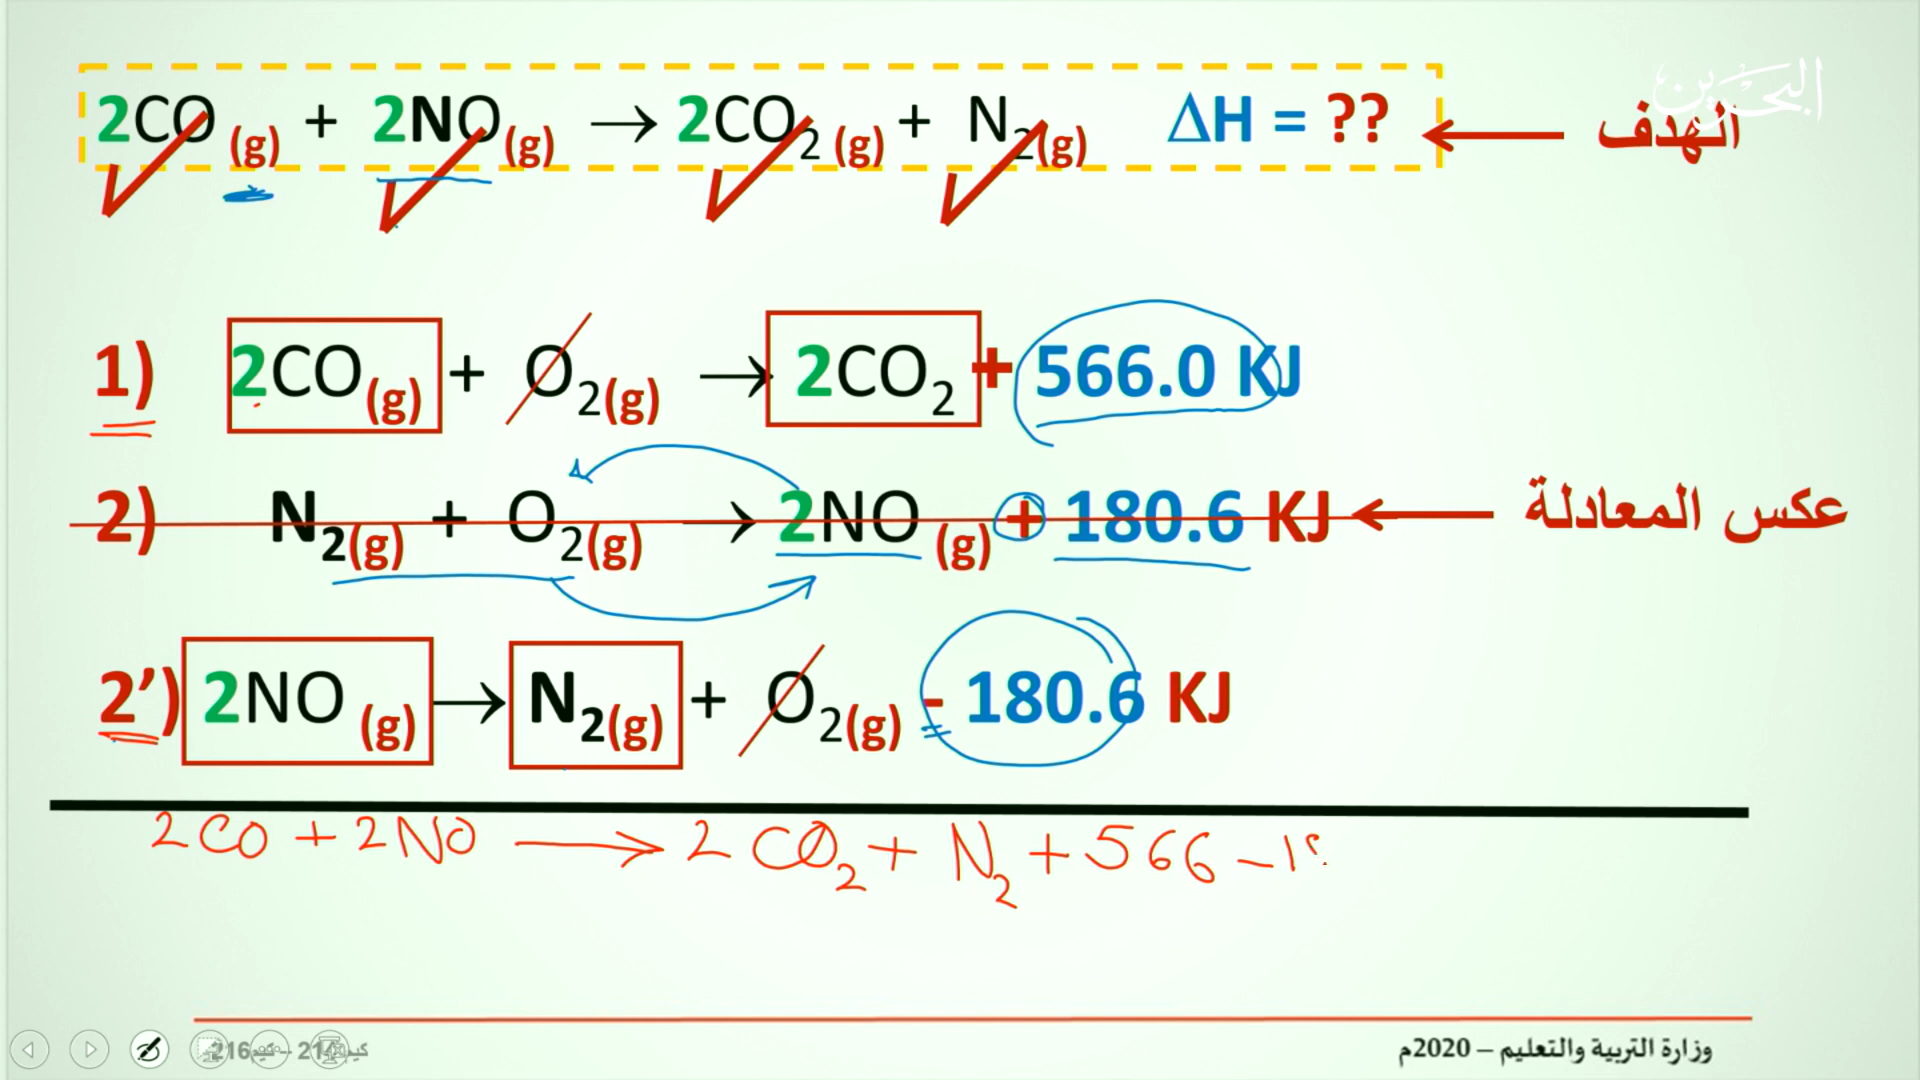 البحرين
2CO (g) + 2NO(g) → 2CO2 (g) + N2(g) ΔH = ?? الهدف
1) 2CO(g) + O2(g) → 2CO2 + 566.0 KJ
2) N2(g) + O2(g) → 2NO (g) + 180.6 KJ عكس المعادلة
2’) 2NO (g) → N2(g) + O2(g) - 180.6 KJ
2CO + 2NO → 2CO2 + N2 + 566 -
وزارة التربية والتعليم – 2020م